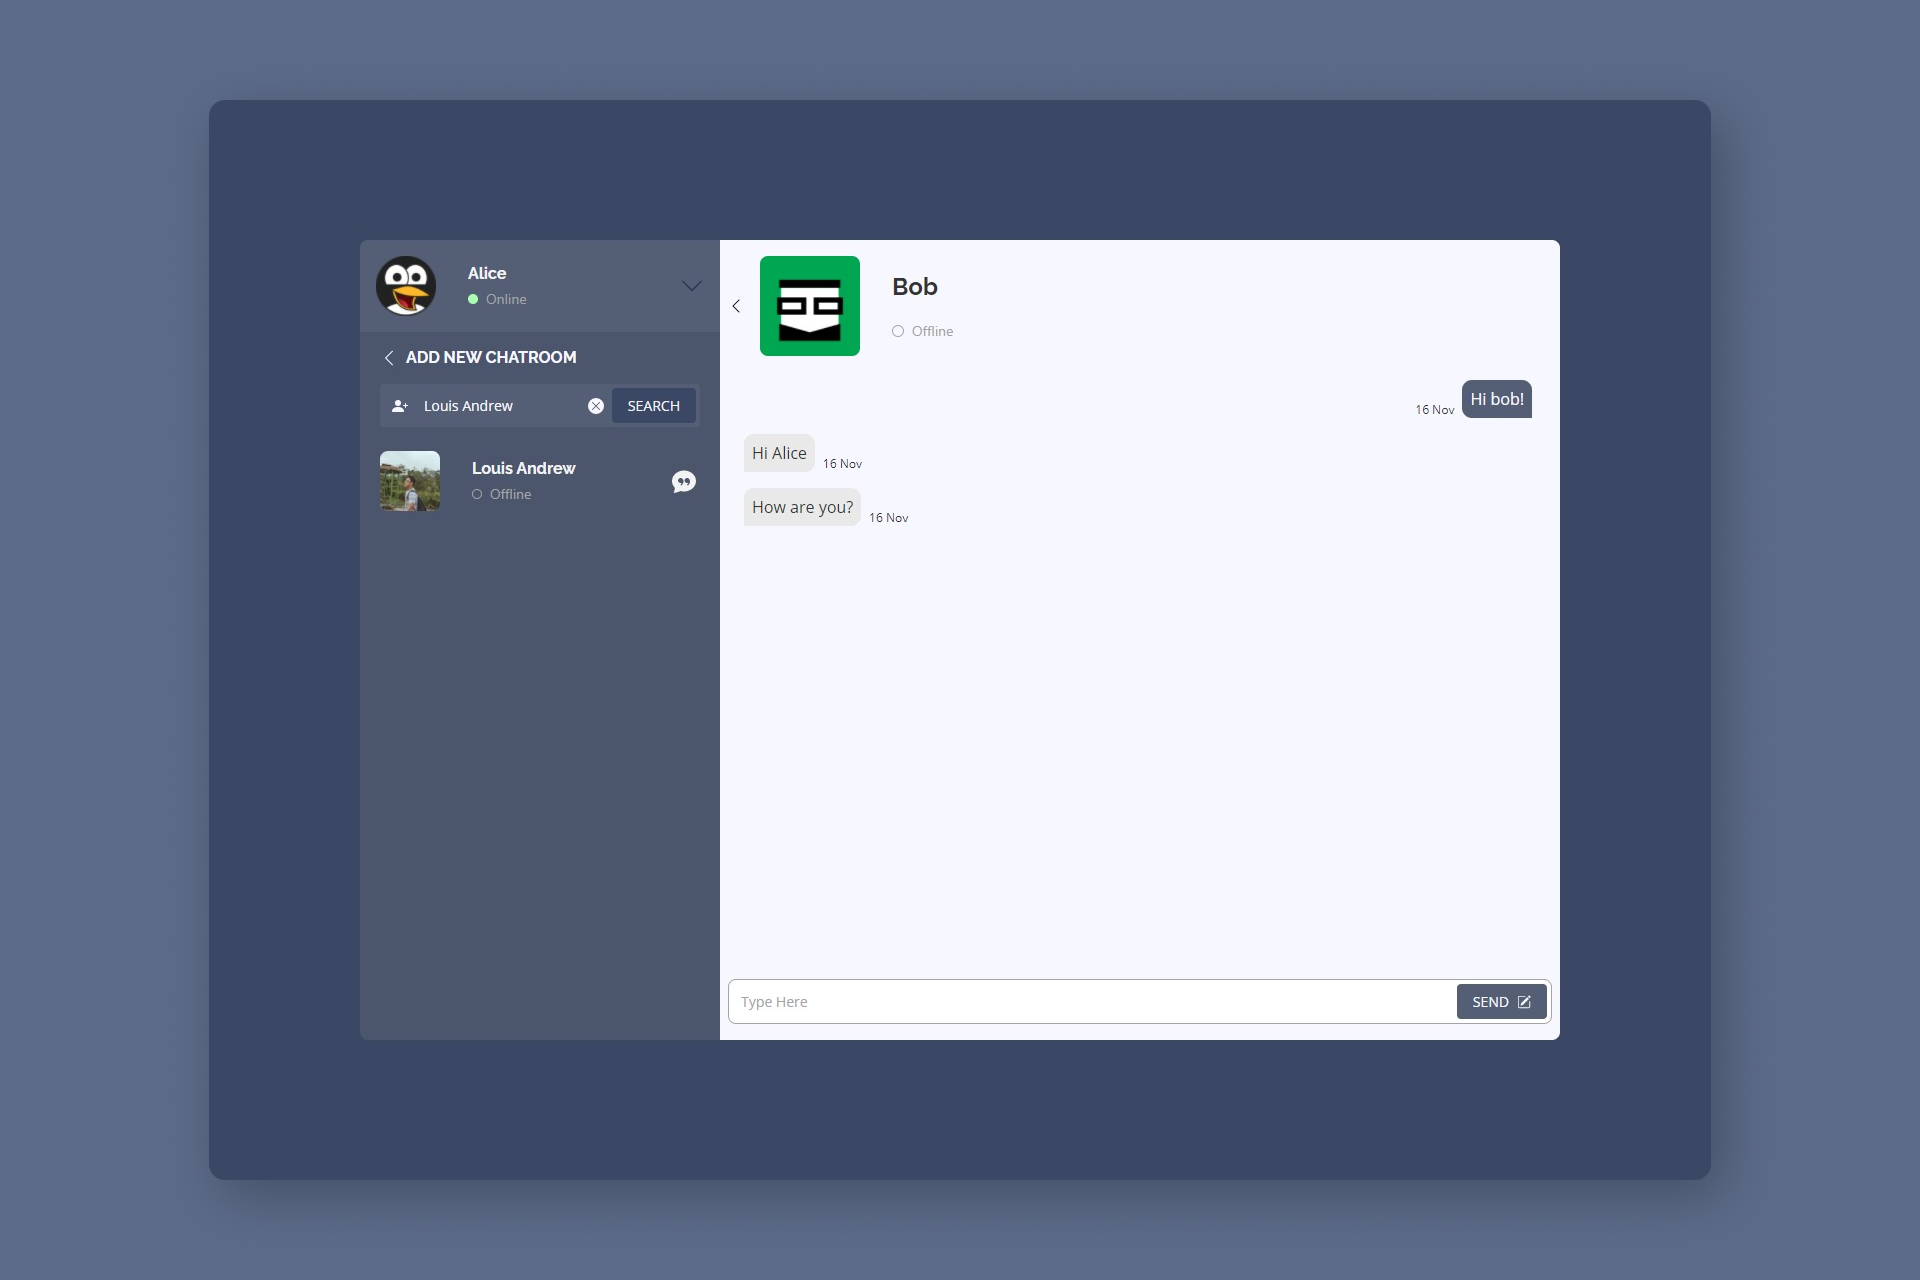 Alice
Online
ADD NEW CHATROOM
Louis Andrew
SEARCH
Louis Andrew
Offline
Bob
Offline
16 Nov
Hi bob!
Hi Alice
16 Nov
How are you?
16 Nov
Type Here
SEND